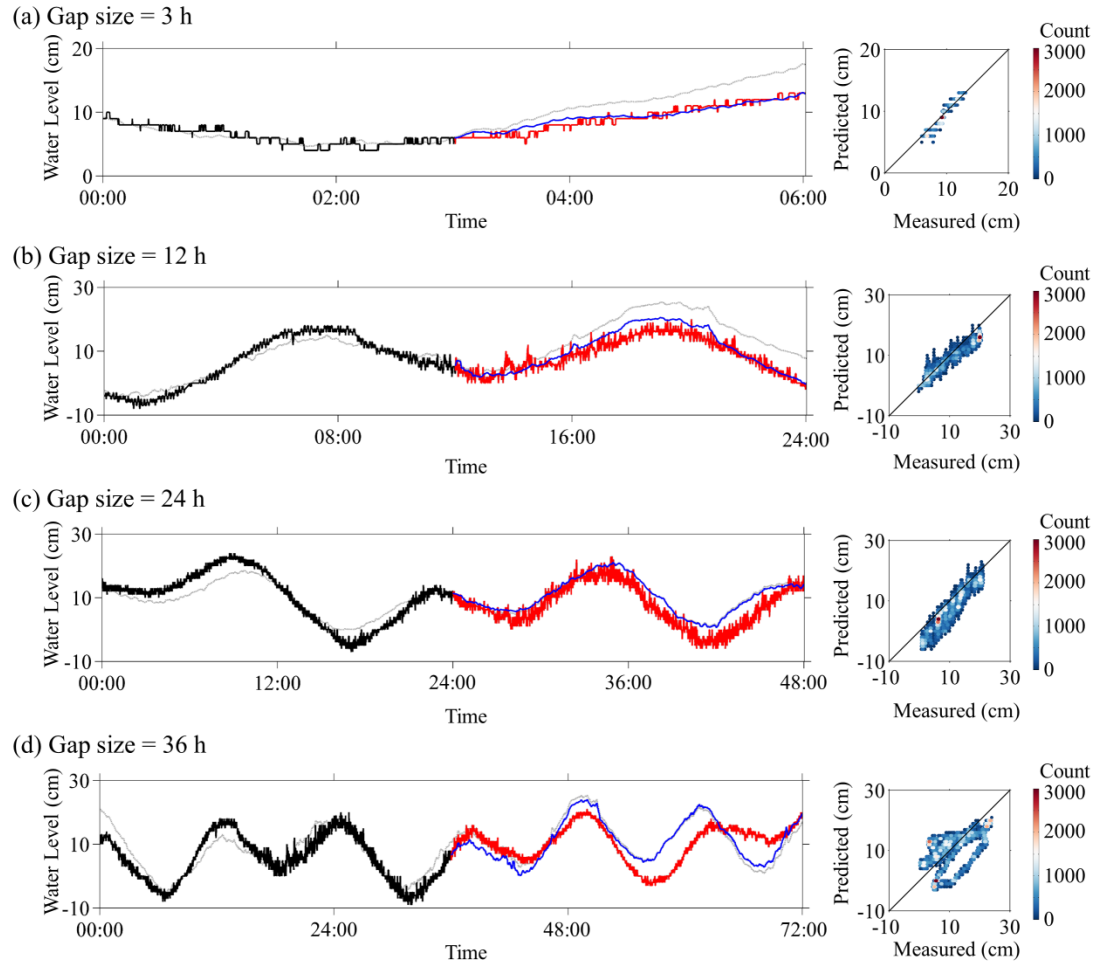 (a) Gap size = 3 h
Water Level (cm)
20
10
0
00:00 02:00 04:00 06:00
Time
Predicted (cm)
20
10
0
0 10 20
Measured (cm)
Count
3000
2000
1000
0
(b) Gap size = 12 h
Water Level (cm)
30
10
-10
00:00 08:00 16:00 24:00
Time
Predicted (cm)
30
10
-10
-10 10 30
Measured (cm)
Count
3000
2000
1000
0
(c) Gap size = 24 h
Water Level (cm)
30
10
-10
00:00 12:00 24:00 36:00 48:00
Time
Predicted (cm)
30
10
-10
-10 10 30
Measured (cm)
Count
3000
2000
1000
0
(d) Gap size = 36 h
Water Level (cm)
30
10
-10
00:00 24:00 48:00 72:00
Time
Predicted (cm)
30
10
-10
-10 10 30
Measured (cm)
Count
3000
2000
1000
0